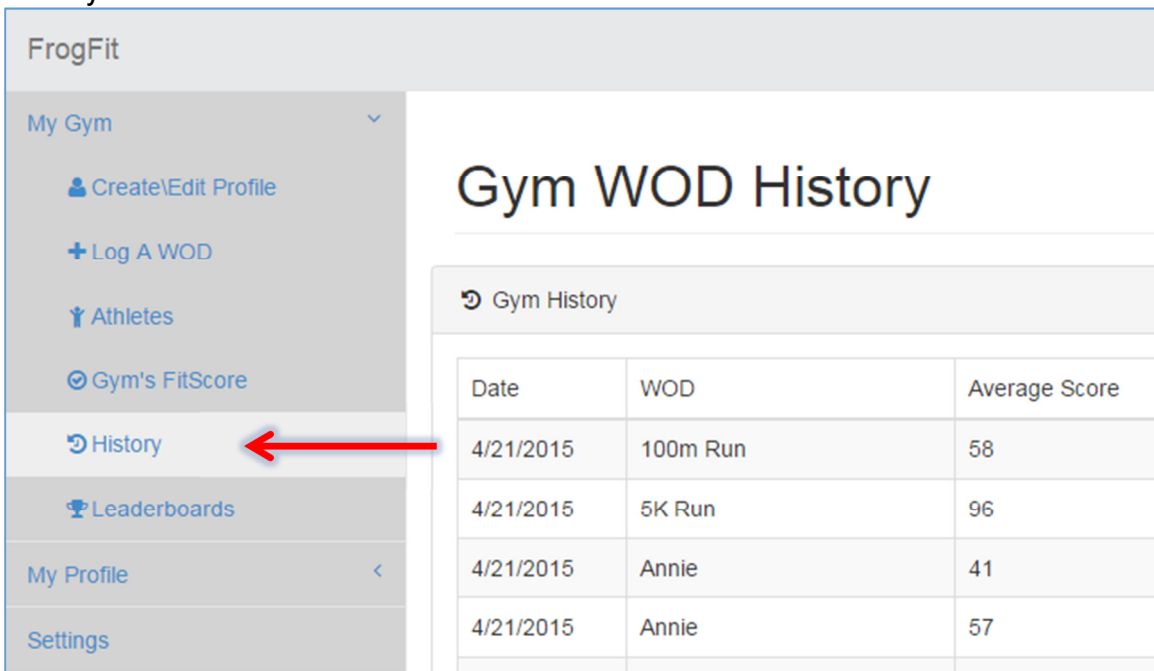 FrogFit
My Gym
Create\Edit Profile
Log A WOD
Athletes
Gym's FitScore
History
Leaderboards
My Profile
Settings
Gym WOD History
Gym History
Date WOD Average Score
4/21/2015 100m Run 58
4/21/2015 5K Run 96
4/21/2015 Annie 41
4/21/2015 Annie 57